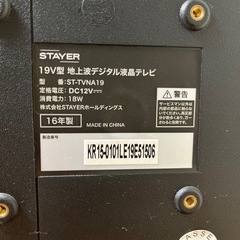 STAYER
19V型 地上波デジタル液晶テレビ
型 番: ST-TVNA19
定格電圧: DC12V
消費電力: 18W
株式会社STAYERホールディングス
16年製
MADE IN CHINA
製造番号
KR16-0101LE19E51506
警告